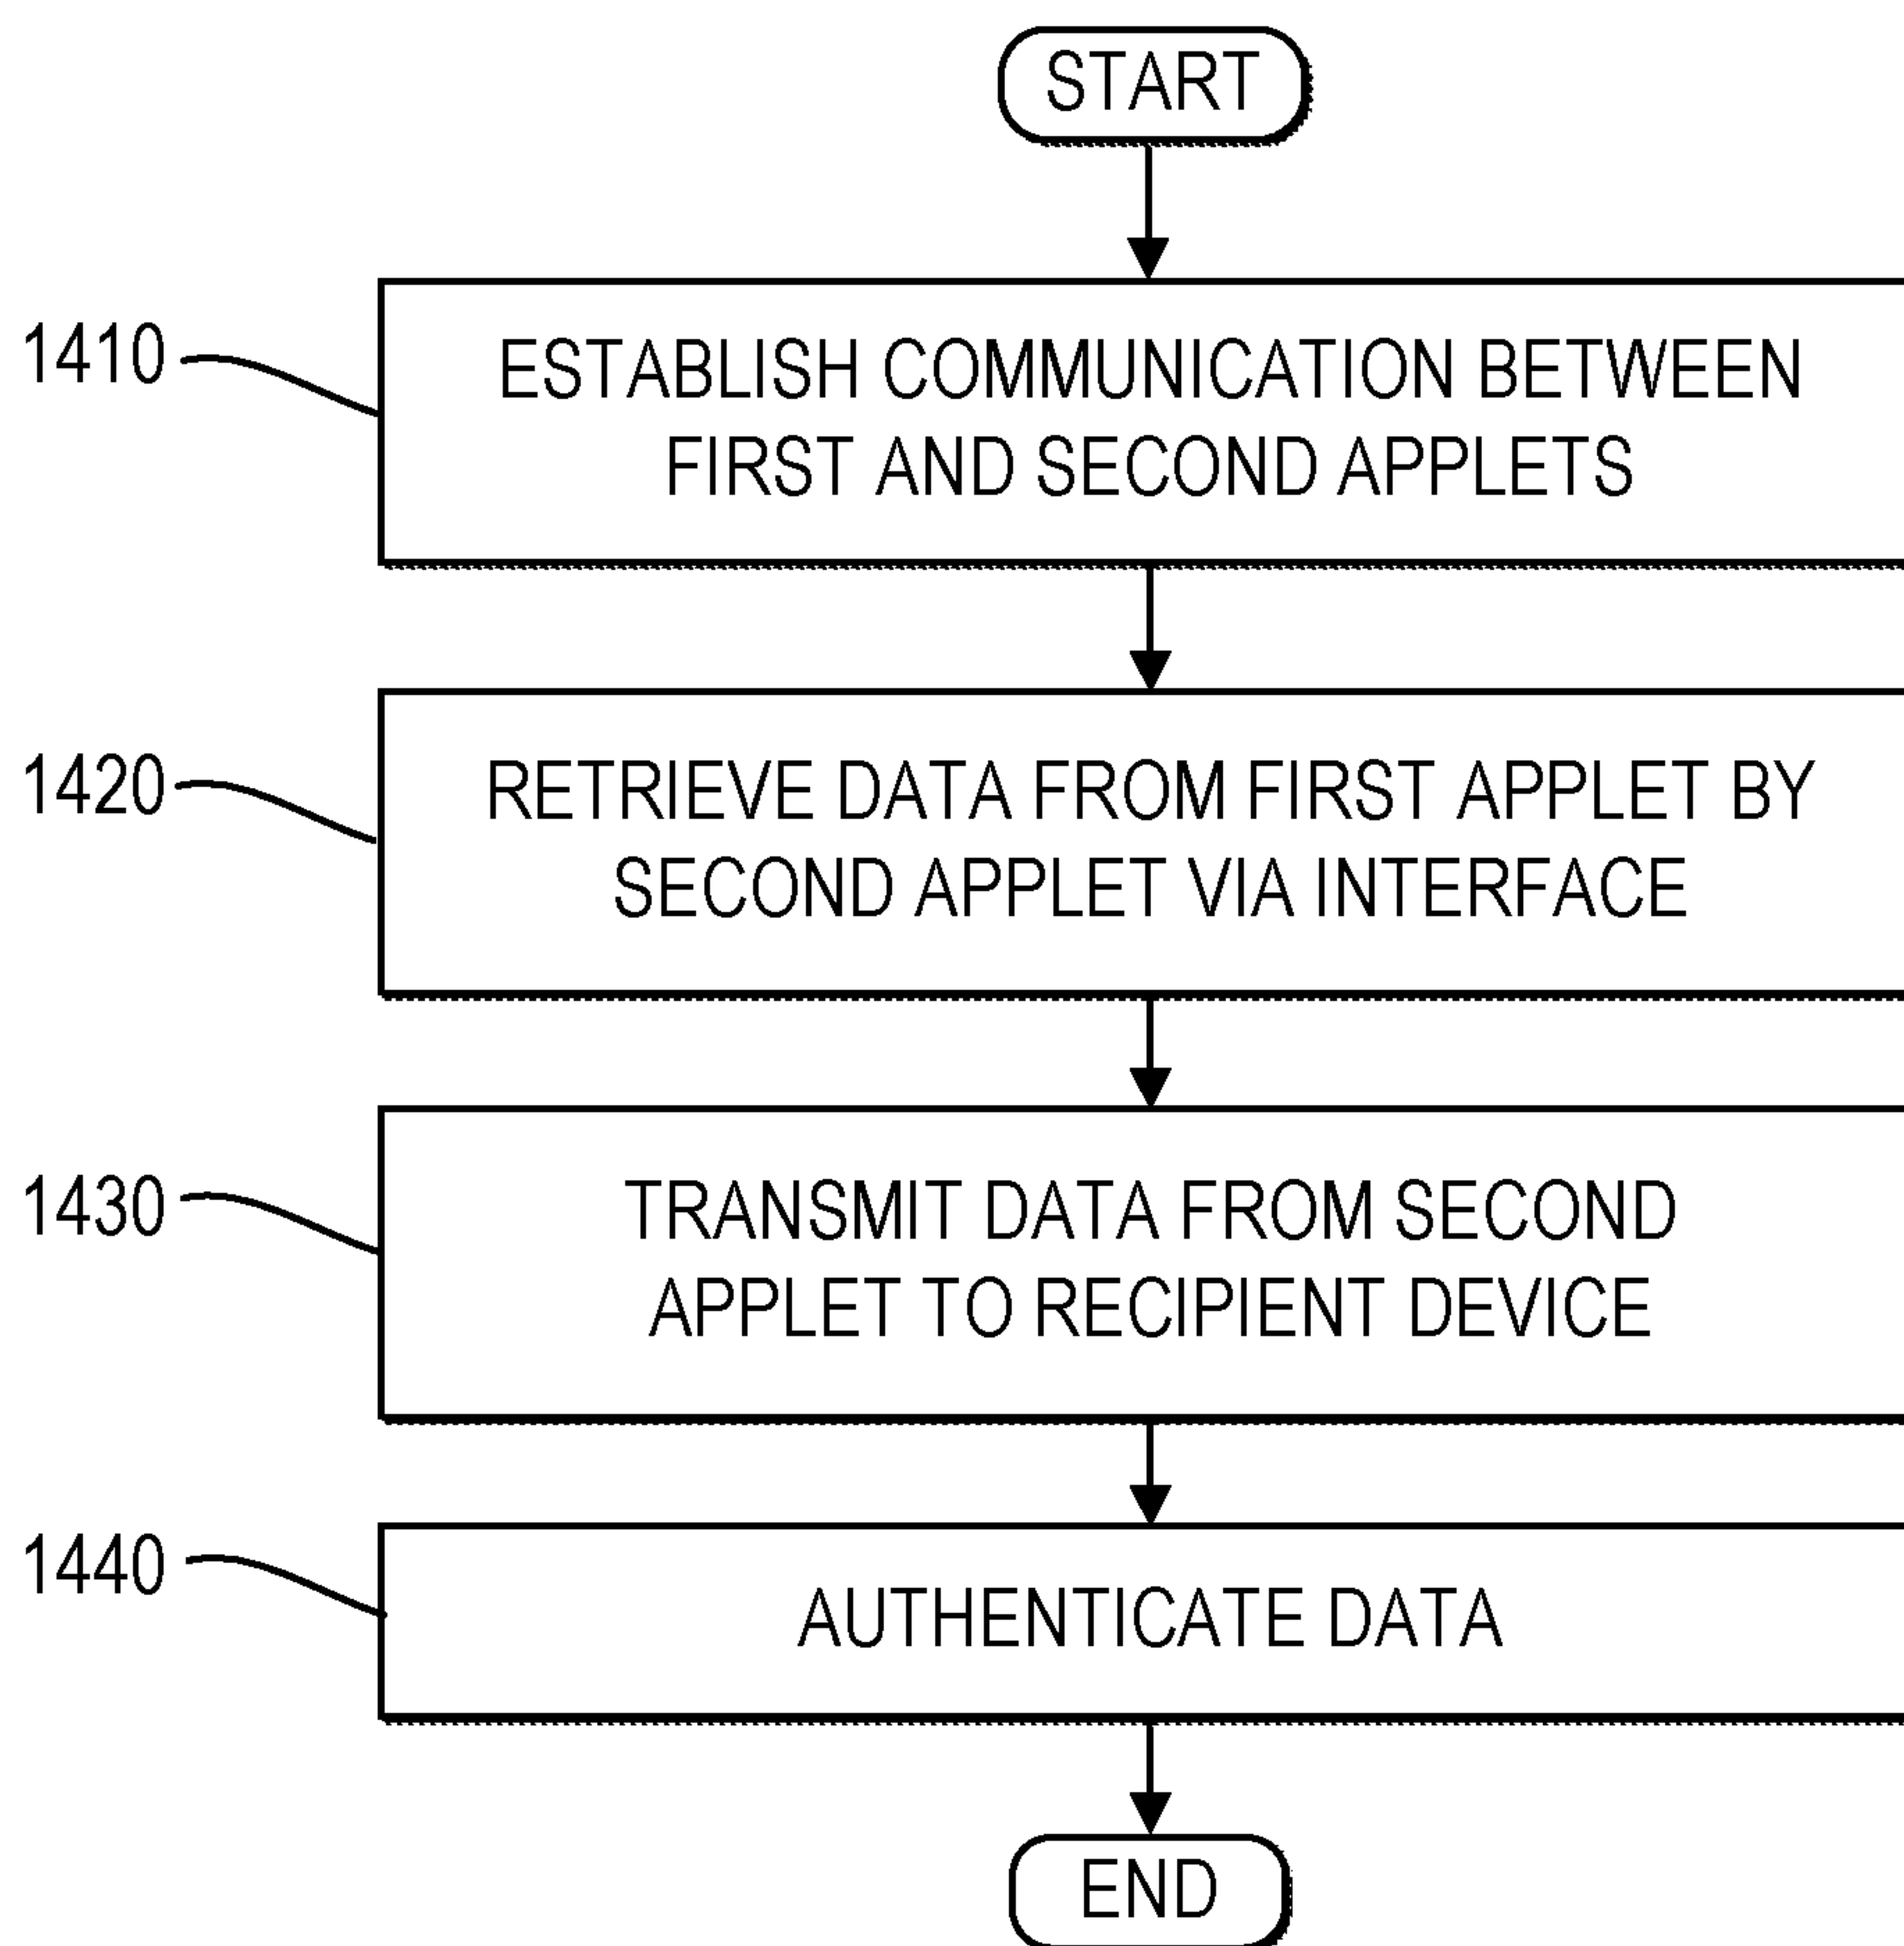 START
1410
ESTABLISH COMMUNICATION BETWEEN
FIRST AND SECOND APPLETS
1420
RETRIEVE DATA FROM FIRST APPLET BY
SECOND APPLET VIA INTERFACE
1430
TRANSMIT DATA FROM SECOND
APPLET TO RECIPIENT DEVICE
1440
AUTHENTICATE DATA
END